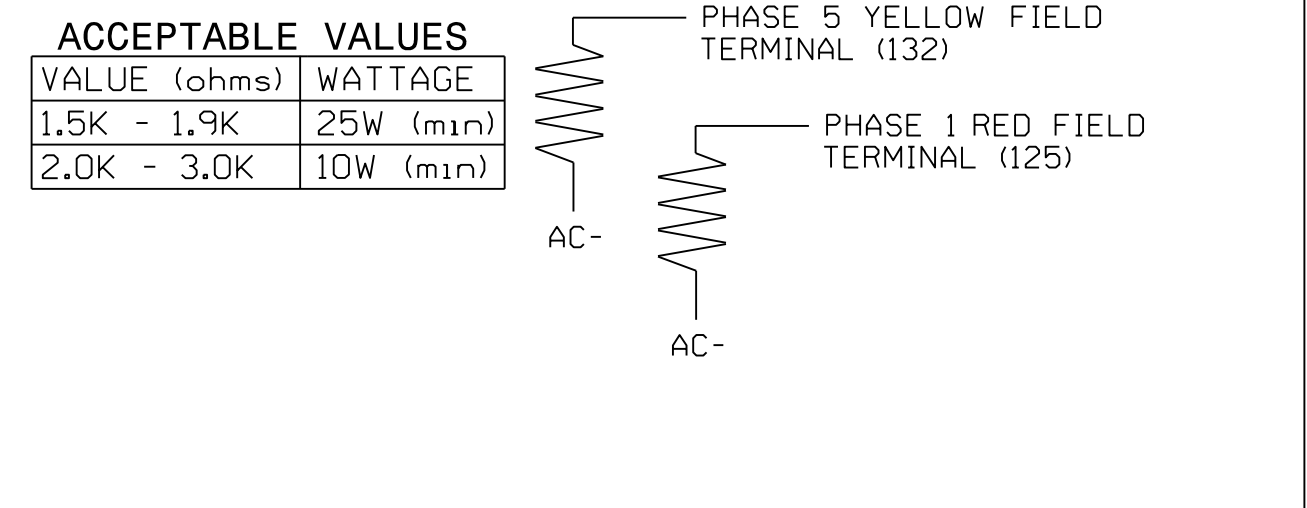 ACCEPTABLE VALUES
VALUE (ohms) WATTAGE
1.5K - 1.9K 25W (min)
2.0K - 3.0K 10W (min)
PHASE 5 YELLOW FIELD
TERMINAL (132)
AC-
PHASE 1 RED FIELD
TERMINAL (125)
AC-